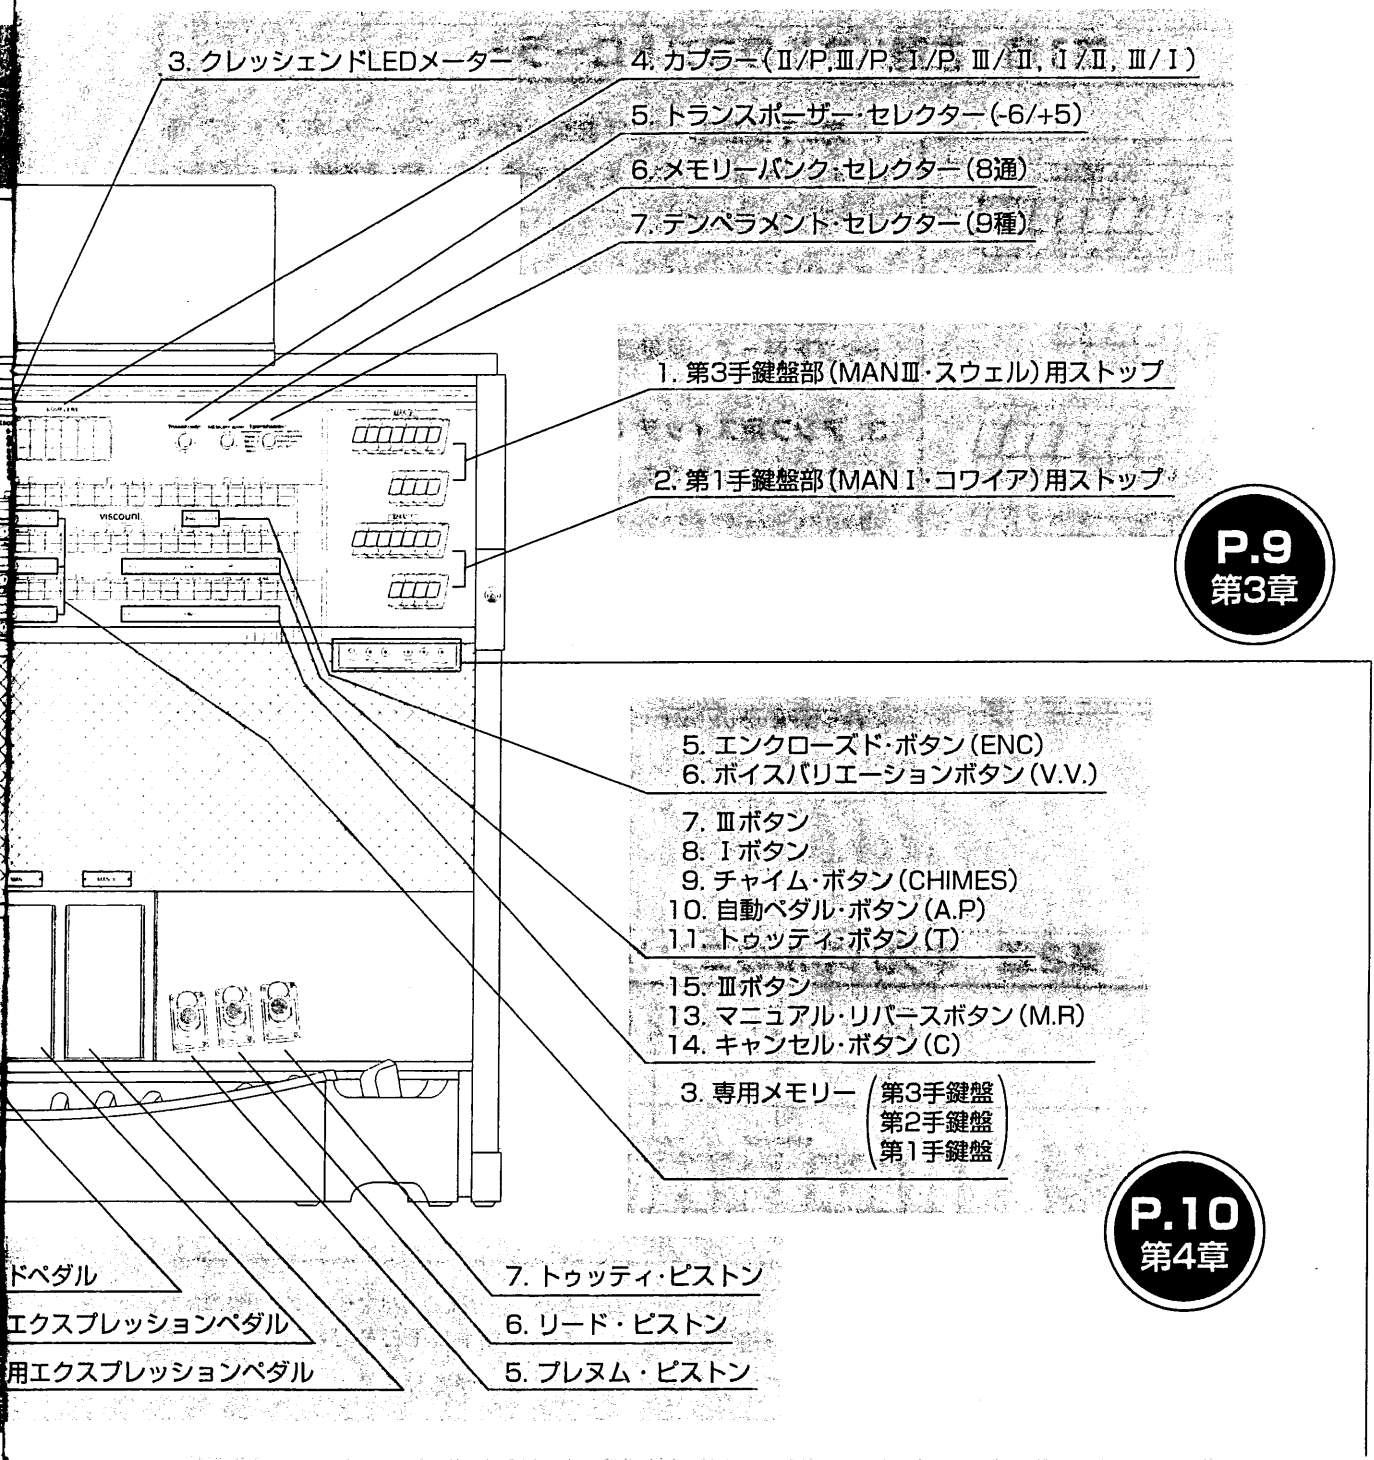 3. クレッシェンドLEDメーター
4. カプラー(Ⅱ/P,Ⅲ/P, Ⅰ/P, Ⅲ/Ⅱ, Ⅰ/Ⅱ, Ⅲ/Ⅰ)
5. トランスポーザー・セレクター(-6/+5)
6. メモリーバンク・セレクター(8通)
7. テンペラメント・セレクター(9種)
1. 第3手鍵盤部(MANⅢ・スウェル)用ストップ
2. 第1手鍵盤部(MANⅠ・コワイア)用ストップ
viscount
P.9
第3章
5. エンクローズド・ボタン(ENC)
6. ボイスバリエーションボタン(V.V.)
7. Ⅲボタン
8. Ⅰボタン
9. チャイム・ボタン(CHIMES)
10. 自動ペダル・ボタン(A.P)
11. トゥッティ・ボタン(T)
15. Ⅲボタン
13. マニュアル・リバースボタン(M.R)
14. キャンセル・ボタン(C)
3. 専用メモリー(第3手鍵盤
第2手鍵盤
第1手鍵盤)
P.10
第4章
ドペダル
エクスプレッションペダル
用エクスプレッションペダル
7. トゥッティ・ピストン
6. リード・ピストン
5. プレヌム・ピストン